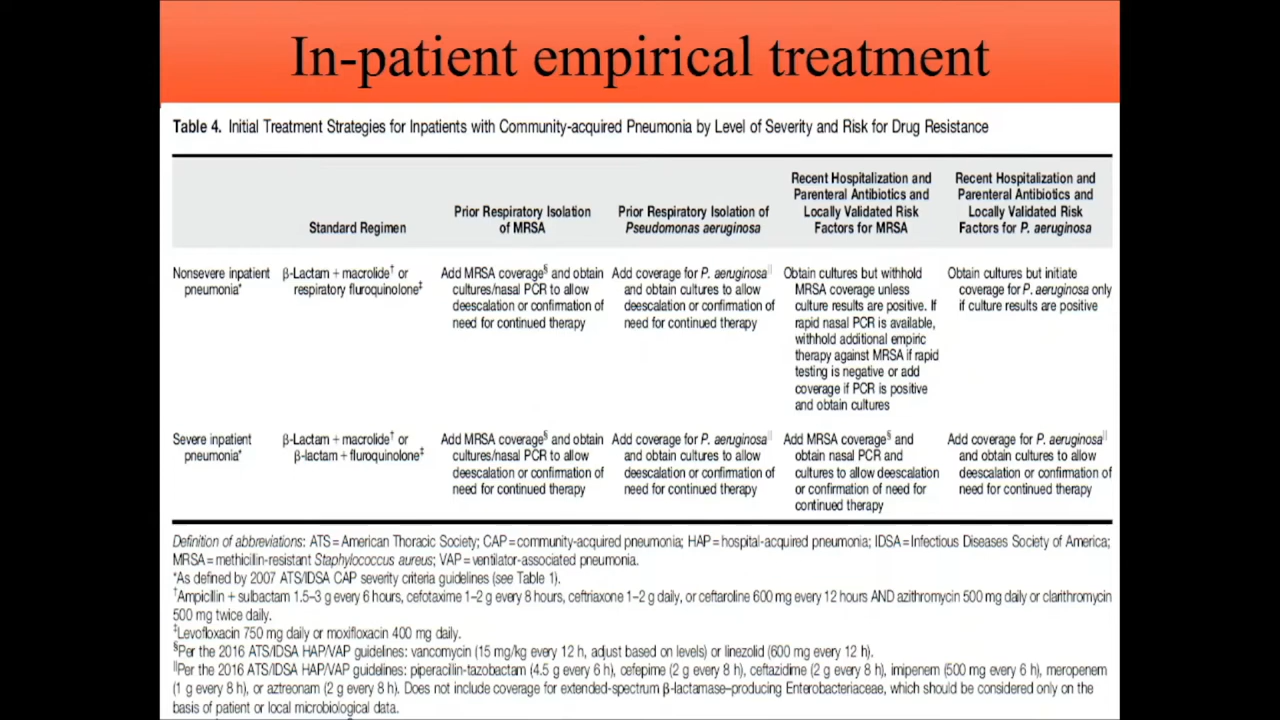 In-patient empirical treatment
Table 4. Initial Treatment Strategies for Inpatients with Community-acquired Pneumonia by Level of Severity and Risk for Drug Resistance
Standard Regimen
Prior Respiratory Isolation
of MRSA
Prior Respiratory Isolation of
Pseudomonas aeruginosa
Recent Hospitalization and
Parenteral Antibiotics and
Locally Validated Risk
Factors for MRSA
Recent Hospitalization and
Parenteral Antibiotics and
Locally Validated Risk
Factors for P. aeruginosa
Nonsevere inpatient
pneumonia*
β-Lactam + macrolide† or
respiratory fluroquinolone‡
Add MRSA coverage§ and obtain
cultures/nasal PCR to allow
deescalation or confirmation of
need for continued therapy
Add coverage for P. aeruginosa||
and obtain cultures to allow
deescalation or confirmation of
need for continued therapy
Obtain cultures but withhold
MRSA coverage unless
culture results are positive. If
rapid nasal PCR is available,
withhold additional empiric
therapy against MRSA if rapid
testing is negative or add
coverage if PCR is positive
and obtain cultures
Obtain cultures but initiate
coverage for P. aeruginosa only
if culture results are positive
Severe inpatient
pneumonia*
β-Lactam + macrolide† or
β-lactam + fluroquinolone‡
Add MRSA coverage§ and obtain
cultures/nasal PCR to allow
deescalation or confirmation of
need for continued therapy
Add coverage for P. aeruginosa||
and obtain cultures to allow
deescalation or confirmation of
need for continued therapy
Add MRSA coverage§ and
obtain nasal PCR and
cultures to allow deescalation
or confirmation of need for
continued therapy
Add coverage for P. aeruginosa||
and obtain cultures to allow
deescalation or confirmation of
need for continued therapy
Definition of abbreviations: ATS = American Thoracic Society; CAP = community-acquired pneumonia; HAP = hospital-acquired pneumonia; IDSA = Infectious Diseases Society of America;
MRSA = methicillin-resistant Staphylococcus aureus; VAP = ventilator-associated pneumonia.
*As defined by 2007 ATS/IDSA CAP severity criteria guidelines (see Table 1).
†Ampicillin + sulbactam 1.5–3 g every 6 hours, cefotaxime 1–2 g every 8 hours, ceftriaxone 1–2 g daily, or ceftaroline 600 mg every 12 hours AND azithromycin 500 mg daily or clarithromycin
500 mg twice daily.
‡Levofloxacin 750 mg daily or moxifloxacin 400 mg daily.
§Per the 2016 ATS/IDSA HAP/VAP guidelines: vancomycin (15 mg/kg every 12 h, adjust based on levels) or linezolid (600 mg every 12 h).
||Per the 2016 ATS/IDSA HAP/VAP guidelines: piperacillin-tazobactam (4.5 g every 6 h), cefepime (2 g every 8 h), ceftazidime (2 g every 8 h), imipenem (500 mg every 6 h), meropenem
(1 g every 8 h), or aztreonam (2 g every 8 h). Does not include coverage for extended-spectrum β-lactamase–producing Enterobacteriaceae, which should be considered only on the
basis of patient or local microbiological data.